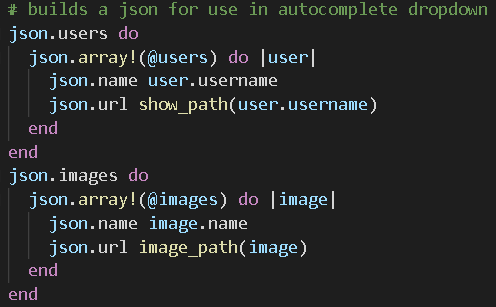 # builds a json for use in autocomplete dropdown
json.users do
  json.array!(@users) do |user|
    json.name user.username
    json.url show_path(user.username)
  end
end
json.images do
  json.array!(@images) do |image|
    json.name image.name
    json.url image_path(image)
  end
end